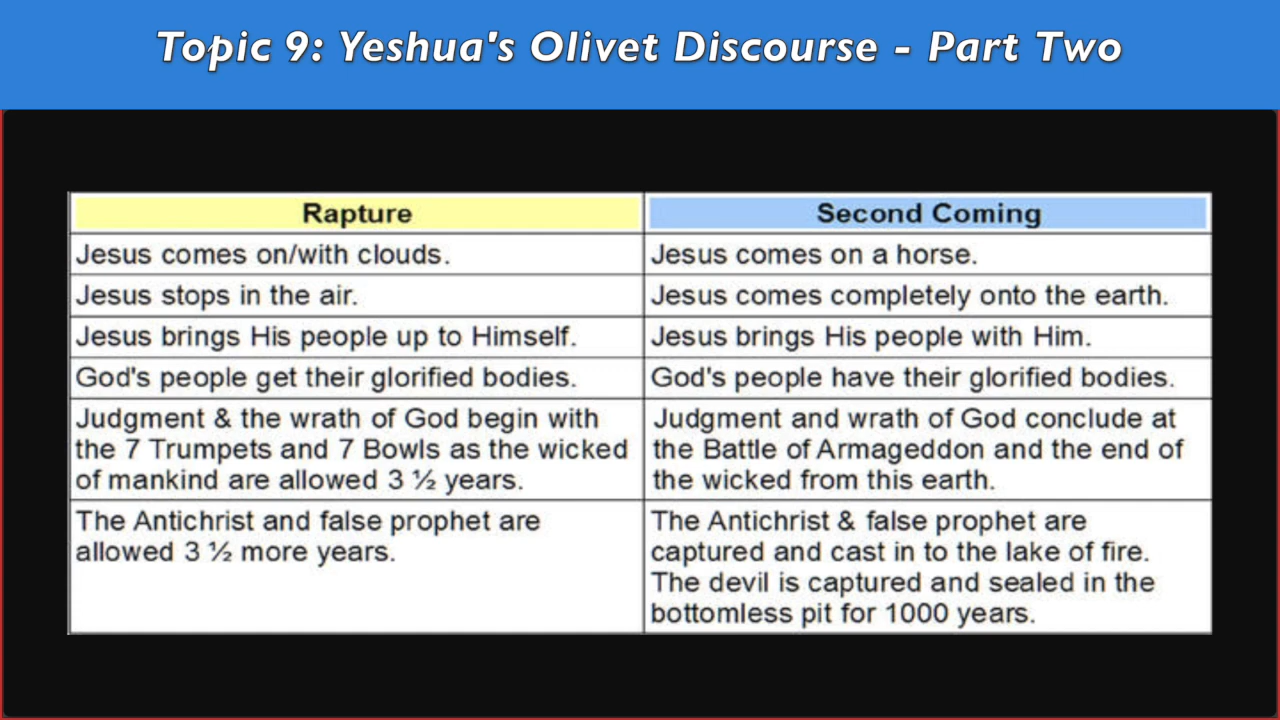 Topic 9: Yeshua's Olivet Discourse - Part Two
Rapture
Second Coming
Jesus comes on/with clouds.
Jesus comes on a horse.
Jesus stops in the air.
Jesus comes completely onto the earth.
Jesus brings His people up to Himself.
Jesus brings His people with Him.
God's people get their glorified bodies.
God's people have their glorified bodies.
Judgment & the wrath of God begin with
the 7 Trumpets and 7 Bowls as the wicked
of mankind are allowed 3 ½ years.
Judgment and wrath of God conclude at
the Battle of Armageddon and the end of
the wicked from this earth.
The Antichrist and false prophet are
allowed 3 ½ more years.
The Antichrist & false prophet are
captured and cast in to the lake of fire.
The devil is captured and sealed in the
bottomless pit for 1000 years.